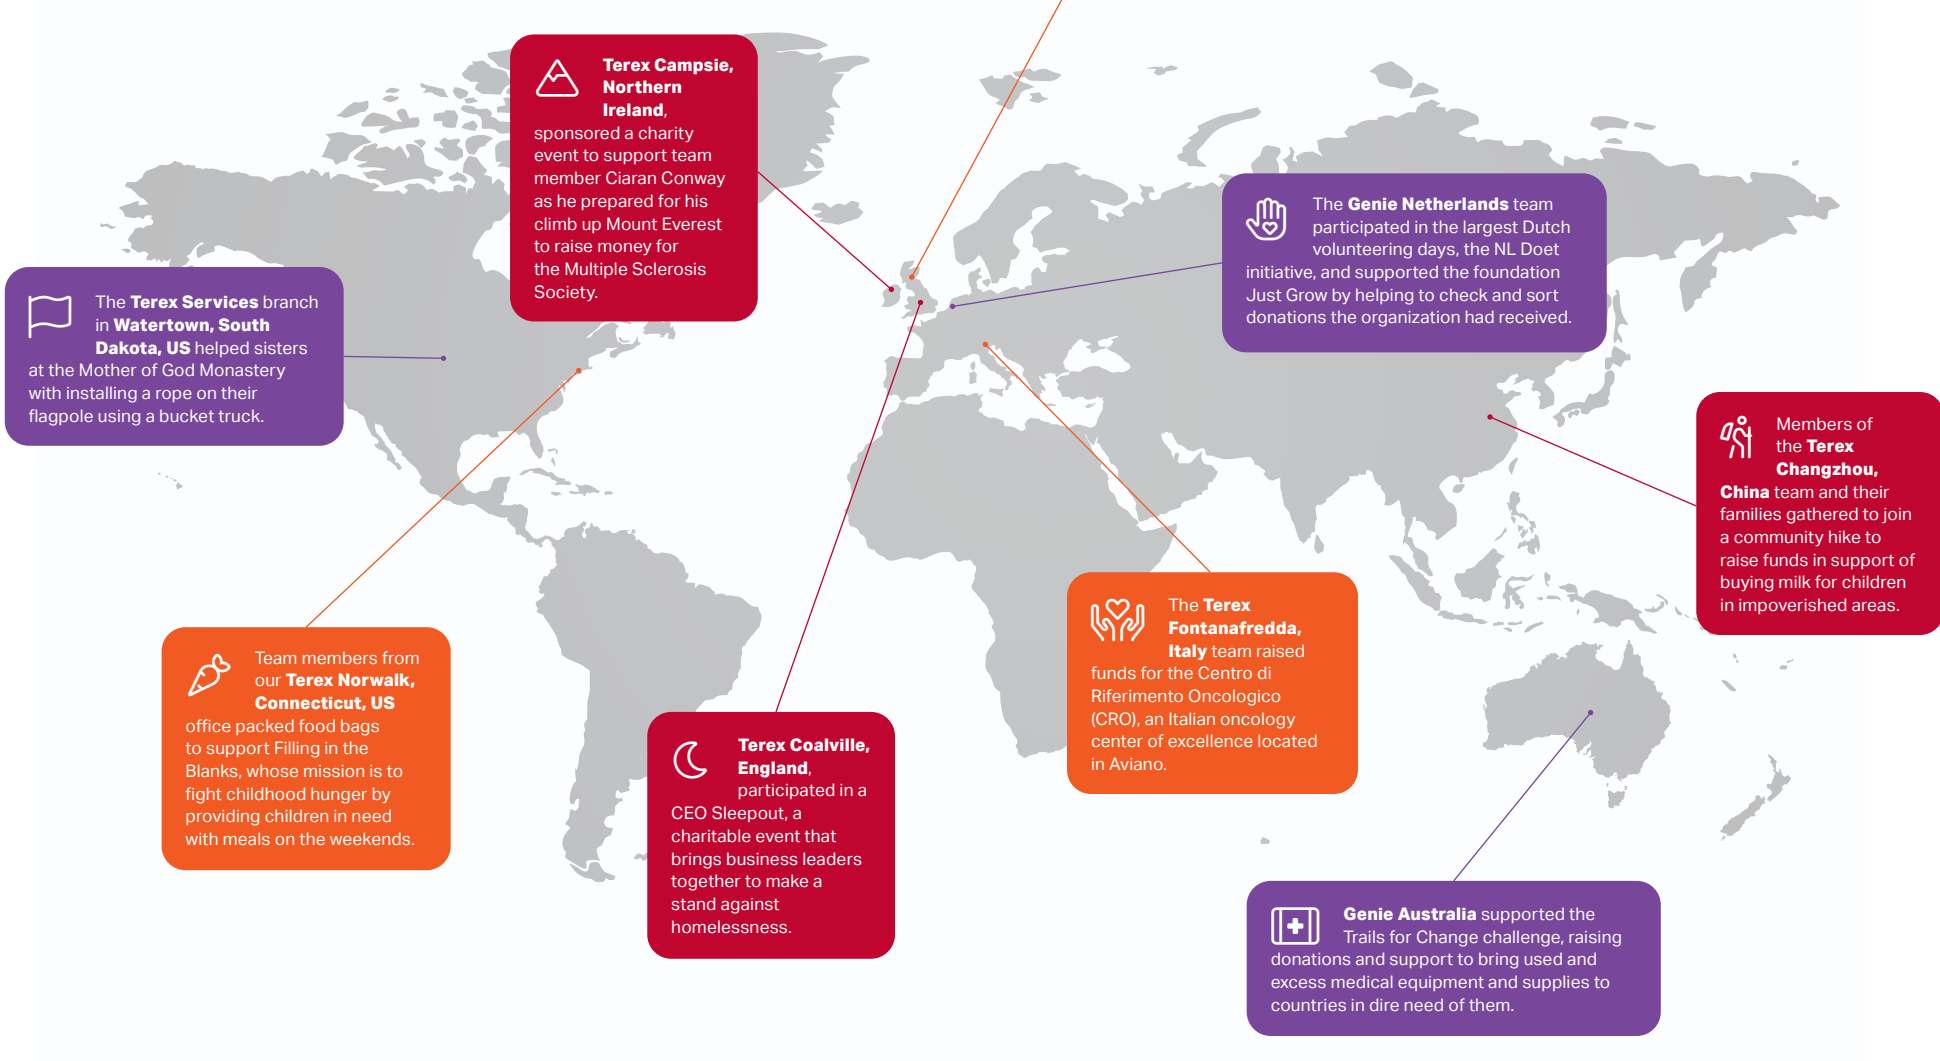 Terex Campsie,
Northern
Ireland,
sponsored a charity
event to support team
member Ciaran Conway
as he prepared for his
climb up Mount Everest
to raise money for
the Multiple Sclerosis
Society.
The Genie Netherlands team
participated in the largest Dutch
volunteering days, the NL Doet
initiative, and supported the foundation
Just Grow by helping to check and sort
donations the organization had received.
The Terex Services branch
in Watertown, South
Dakota, US helped sisters
at the Mother of God Monastery
with installing a rope on their
flagpole using a bucket truck.
Members of
the Terex
Changzhou,
China team and their
families gathered to join
a community hike to
raise funds in support of
buying milk for children
in impoverished areas.
The Terex
Fontanafredda,
Italy team raised
funds for the Centro di
Riferimento Oncologico
(CRO), an Italian oncology
center of excellence located
in Aviano.
Team members from
our Terex Norwalk,
Connecticut, US
office packed food bags
to support Filling in the
Blanks, whose mission is to
fight childhood hunger by
providing children in need
with meals on the weekends.
Terex Coalville,
England,
participated in a
CEO Sleepout, a
charitable event that
brings business leaders
together to make a
stand against
homelessness.
Genie Australia supported the
Trails for Change challenge, raising
donations and support to bring used and
excess medical equipment and supplies to
countries in dire need of them.